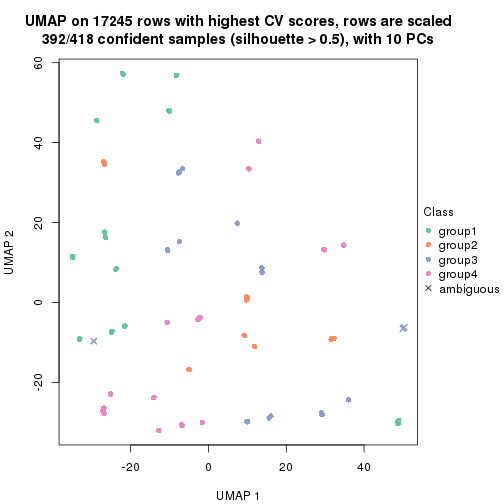 UMAP on 17245 rows with highest CV scores, rows are scaled
392/418 confident samples (silhouette > 0.5), with 10 PCs
60
40
20
0
-20
UMAP 2
-20
0
20
40
UMAP 1
Class
group1
group2
group3
group4
ambiguous